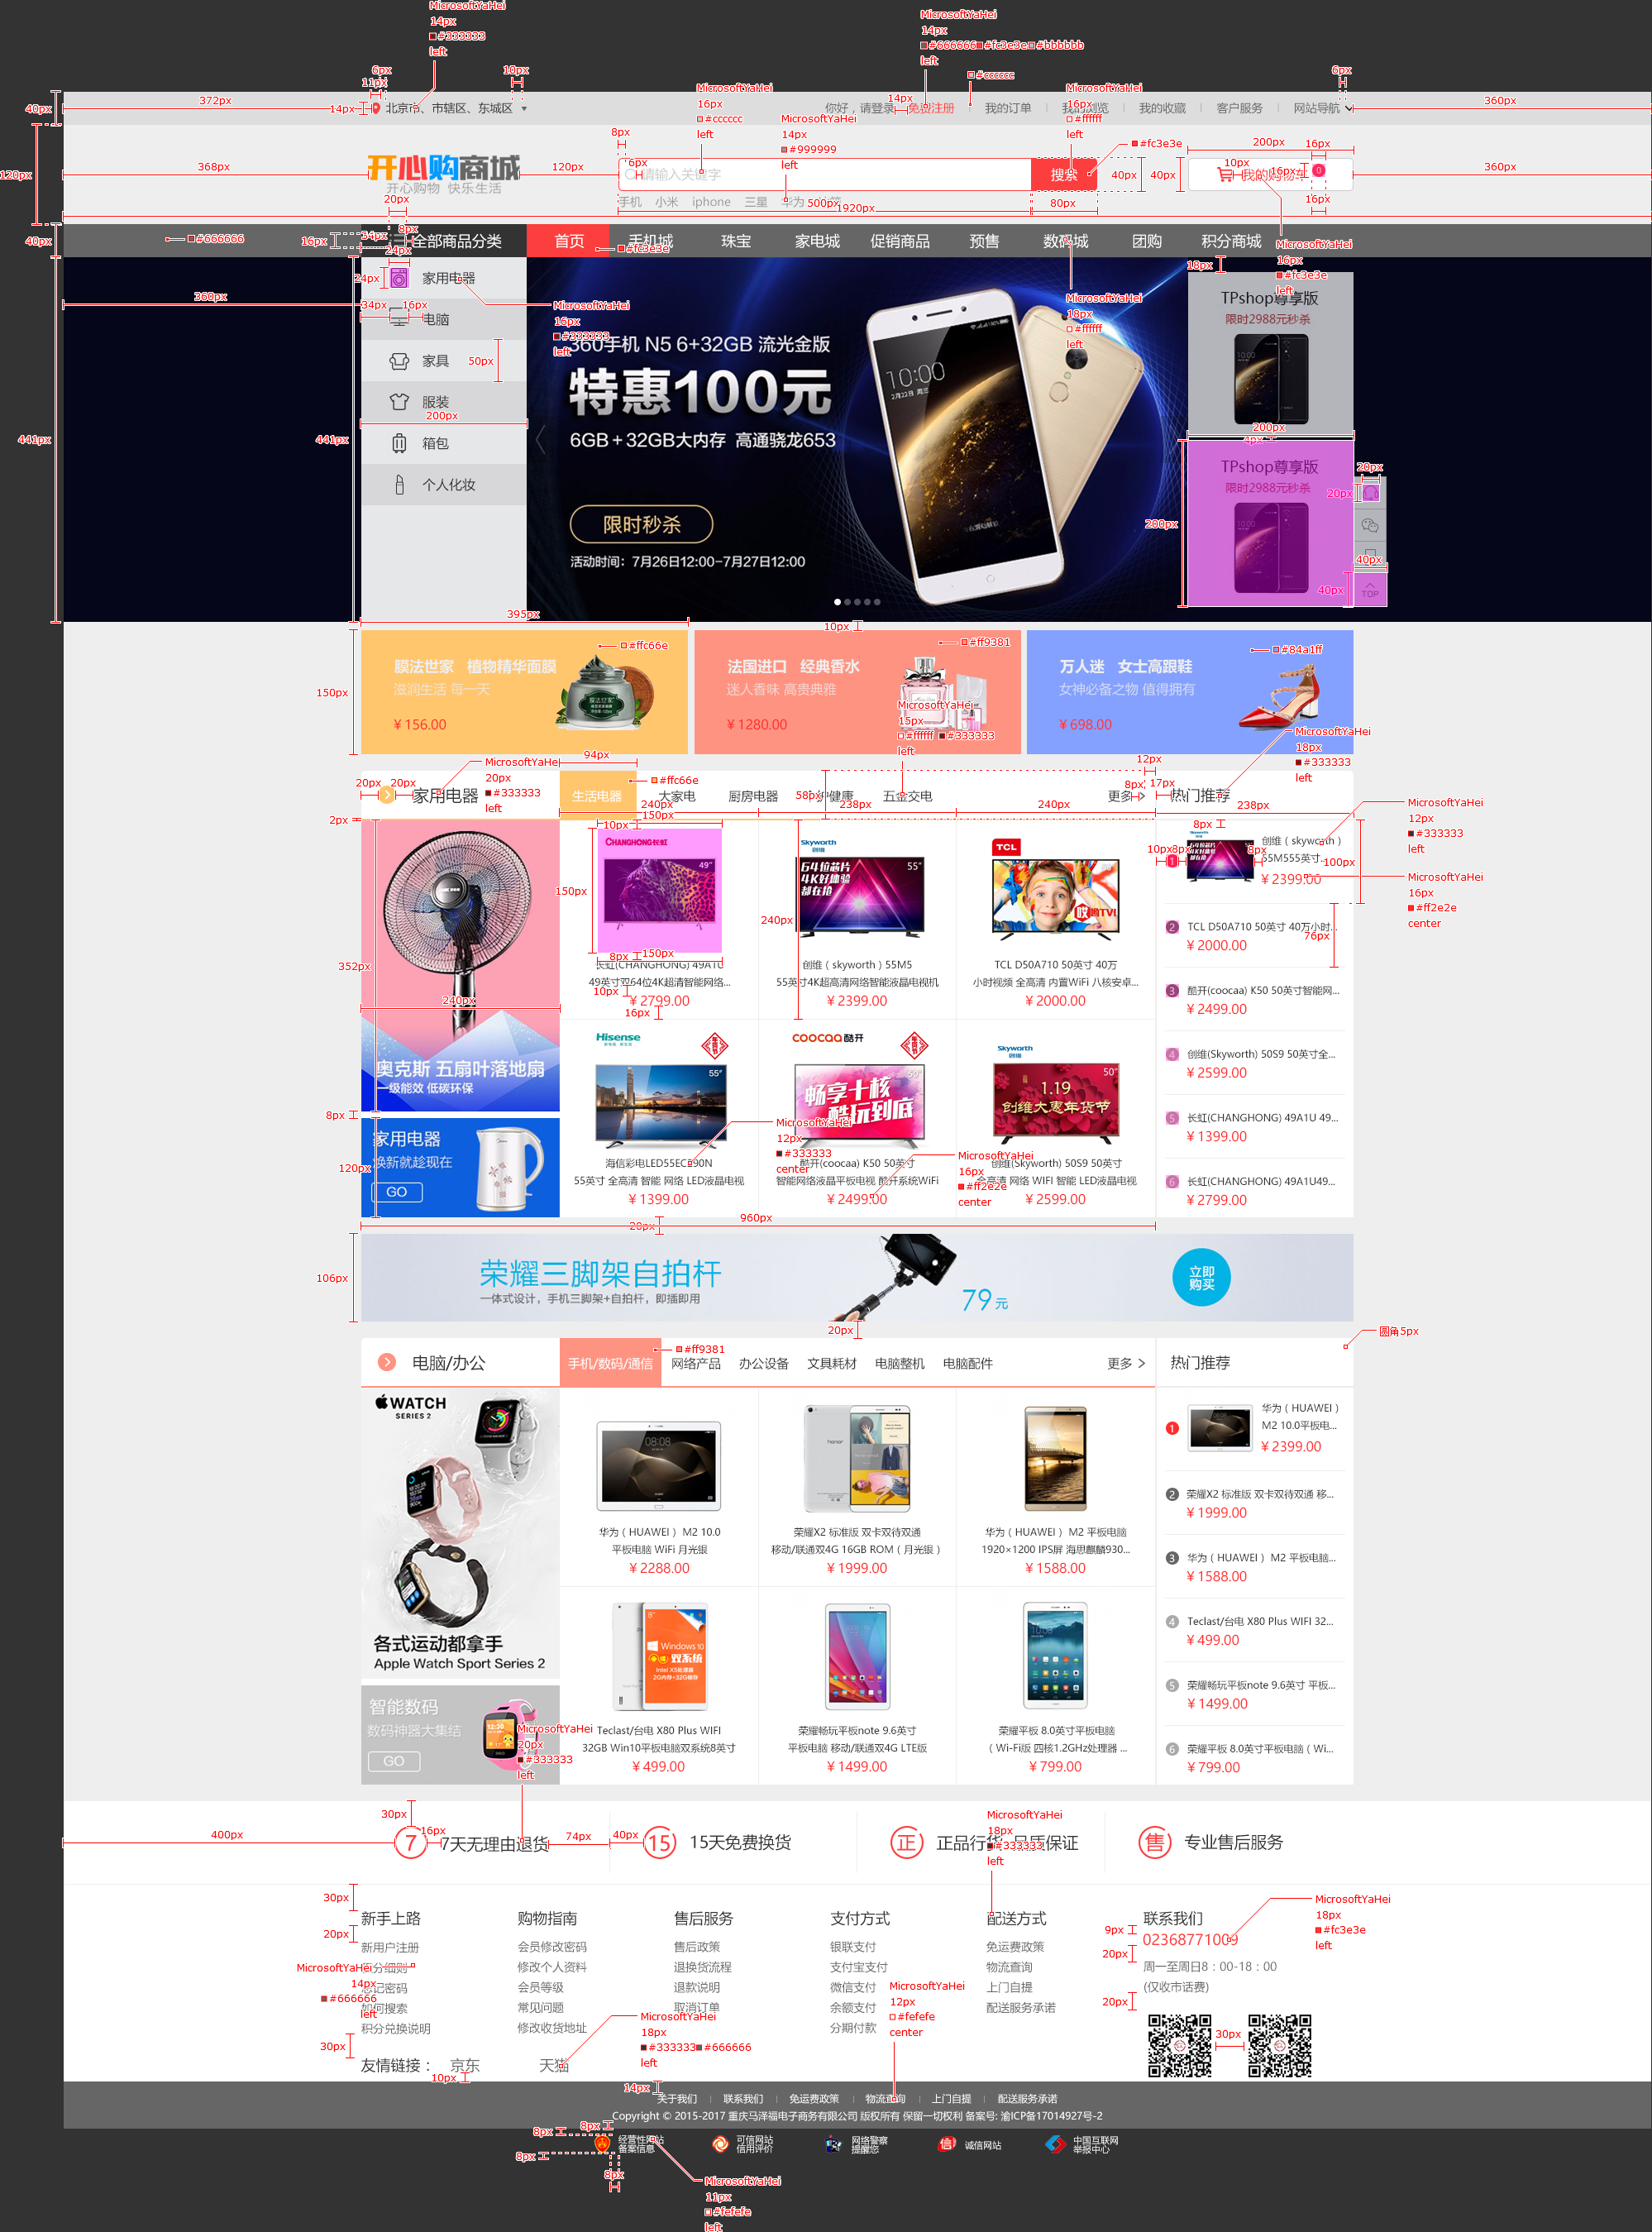 MicrosoftYaHei
14px
#333333
left
MicrosoftYaHei
14px
#666666 #fc3e3e #bbbbbb
left
#cccccc
北京市、市辖区、东城区
你好，请登录 免费注册 我的订单 我的浏览 我的收藏 客户服务 网站导航
372px
360px
40px
14px
6px
11px
10px
14px
6px
MicrosoftYaHei
16px
#cccccc
left
MicrosoftYaHei
14px
#999999
left
MicrosoftYaHei
16px
#ffffff
left
#fc3e3e
开心购商城
开心购物 快乐生活
请输入关键字
搜索
我的购物车
0
手机 小米 iphone 三星 华为
120px
368px
120px
8px
6px
500px
1920px
80px
40px
40px
200px
10px
16px
16px
16px
360px
MicrosoftYaHei
16px
#fc3e3e
left
全部商品分类 首页 手机城 珠宝 家电城 促销商品 预售 数码城 团购 积分商城
#666666
#fc3e3e
40px
16px
20px
34px
8px
24px
MicrosoftYaHei
18px
#ffffff
left
家用电器
电脑
家具
服装
箱包
个人化妆
MicrosoftYaHei
16px
#333333
left
24px
34px
16px
50px
200px
360px
441px
441px
360手机 N5 6+32GB 流光金版
特惠100元
6GB＋32GB大内存 高通骁龙653
限时秒杀
活动时间：7月26日12:00—7月27日12:00
10:00
18px
TPshop尊享版
限时2988元秒杀
200px
4px
TPshop尊享版
限时2988元秒杀
200px
20px
20px
40px
40px
TOP
395px
10px
150px
膜法世家 植物精华面膜
滋润生活 每一天
￥156.00
#ffc66e
法国进口 经典香水
迷人香味 高贵典雅
￥1280.00
#ff9381
万人迷 女士高跟鞋
女神必备之物 值得拥有
￥698.00
#84a1ff
MicrosoftYaHei
15px
#ffffff #333333
left
MicrosoftYaHei
18px
#333333
left
家用电器
MicrosoftYaHe
20px
#333333
left
20px
20px
94px
#ffc66e
生活电器 大家电 厨房电器 护健康 五金交电 更多
热门推荐
58px
12px
8px
17px
2px
240px
238px
240px
238px
150px
10px
150px
150px
8px
10px
16px
240px
352px
240px
8px
120px
奥克斯 五扇叶落地扇
一级能效 低碳环保
家用电器
焕新就趁现在
GO
CHANGHONG长虹
49"
长虹(CHANGHONG) 49A1U
49英寸双64位4K超清智能网络...
￥2799.00
Skyworth
创维
64位芯片
4K好体验
都在抢
55"
创维（skyworth）55M5
55英寸4K超高清网络智能液晶电视机
￥2399.00
TCL
TCL D50A710 50英寸 40万
小时视频 全高清 内置WiFi 八核安卓...
￥2000.00
Hisense
55"
海信彩电LED55EC290N
55英寸 全高清 智能 网络 LED液晶电视
￥1399.00
coocaa 酷开
50"
畅享十核
酷玩到底
酷开(coocaa) K50 50英寸
智能网络液晶平板电视 酷开系统WiFi
￥2499.00
Skyworth
创维
50"
1.19
创维大惠年货节
创维(Skyworth) 50S9 50英寸
全高清 网络 WIFI 智能 LED液晶电视
￥2599.00
MicrosoftYaHei
12px
#333333
center
MicrosoftYaHei
16px
#ff2e2e
center
8px
10px
8px
8px
100px
76px
1
创维（skyworth）
55M555英寸...
￥2399.00
2
TCL D50A710 50英寸 40万小时...
￥2000.00
3
酷开(coocaa) K50 50英寸智能网...
￥2499.00
4
创维(Skyworth) 50S9 50英寸全...
￥2599.00
5
长虹(CHANGHONG) 49A1U 49...
￥1399.00
6
长虹(CHANGHONG) 49A1U49...
￥2799.00
MicrosoftYaHei
12px
#333333
left
MicrosoftYaHei
16px
#ff2e2e
center
20px
960px
106px
荣耀三脚架自拍杆
一体式设计，手机三脚架+自拍杆，即插即用
79元
立即
购买
20px
圆角5px
电脑/办公
#ff9381
手机/数码/通信 网络产品 办公设备 文具耗材 电脑整机 电脑配件 更多
热门推荐
WATCH
SERIES 2
各式运动都拿手
Apple Watch Sport Series 2
智能数码
数码神器大集结
GO
华为（HUAWEI） M2 10.0
平板电脑 WiFi 月光银
￥2288.00
荣耀X2 标准版 双卡双待双通
移动/联通双4G 16GB ROM（月光银）
￥1999.00
华为（HUAWEI） M2 平板电脑
1920×1200 IPS屏 海思麒麟930...
￥1588.00
Windows 10
双系统
Teclast/台电 X80 Plus WIFI
32GB Win10平板电脑双系统8英寸
￥499.00
荣耀畅玩平板note 9.6英寸
平板电脑 移动/联通双4G LTE版
￥1499.00
荣耀平板 8.0英寸平板电脑
（Wi-Fi版 四核1.2GHz处理器 ...
￥799.00
1
华为（HUAWEI）
M2 10.0平板电...
￥2399.00
2
荣耀X2 标准版 双卡双待双通 移...
￥1999.00
3
华为（HUAWEI） M2 平板电脑...
￥1588.00
4
Teclast/台电 X80 Plus WIFI 32...
￥499.00
5
荣耀畅玩平板note 9.6英寸 平板...
￥1499.00
6
荣耀平板 8.0英寸平板电脑（Wi...
￥799.00
MicrosoftYaHei
20px
#333333
left
30px
400px
16px
74px
40px
7
7天无理由退货
15
15天免费换货
正
正品行货 品质保证
售
专业售后服务
MicrosoftYaHei
18px
#333333
left
30px
20px
新手上路
新用户注册
积分细则
忘记密码
如何搜索
积分兑换说明
MicrosoftYaHei
14px
#666666
left
购物指南
会员修改密码
修改个人资料
会员等级
常见问题
修改收货地址
售后服务
售后政策
退换货流程
退款说明
取消订单
支付方式
银联支付
支付宝支付
微信支付
余额支付
分期付款
配送方式
免运费政策
物流查询
上门自提
配送服务承诺
联系我们
02368771009
周一至周日8：00-18：00
(仅收市话费)
9px
20px
20px
30px
MicrosoftYaHei
18px
#fc3e3e
left
MicrosoftYaHei
12px
#fefefe
center
MicrosoftYaHei
18px
#333333 #666666
left
30px
友情链接： 京东 天猫
10px
14px
关于我们 联系我们 免运费政策 物流查询 上门自提 配送服务承诺
Copyright © 2015-2017 重庆马泽福电子商务有限公司 版权所有 保留一切权利 备案号: 渝ICP备17014927号-2
8px
8px
8px
8px
经营性网站
备案信息
可信网站
信用评价
网络警察
提醒您
诚信网站
中国互联网
举报中心
MicrosoftYaHei
11px
#fefefe
left